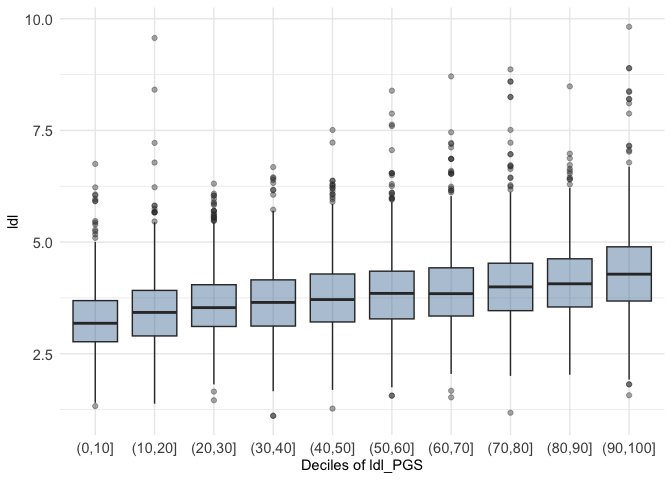 10.0
7.5
5.0
2.5
ldl
(0,10] (10,20] (20,30] (30,40] (40,50] (50,60] (60,70] (70,80] (80,90] (90,100]
Deciles of ldl_PGS